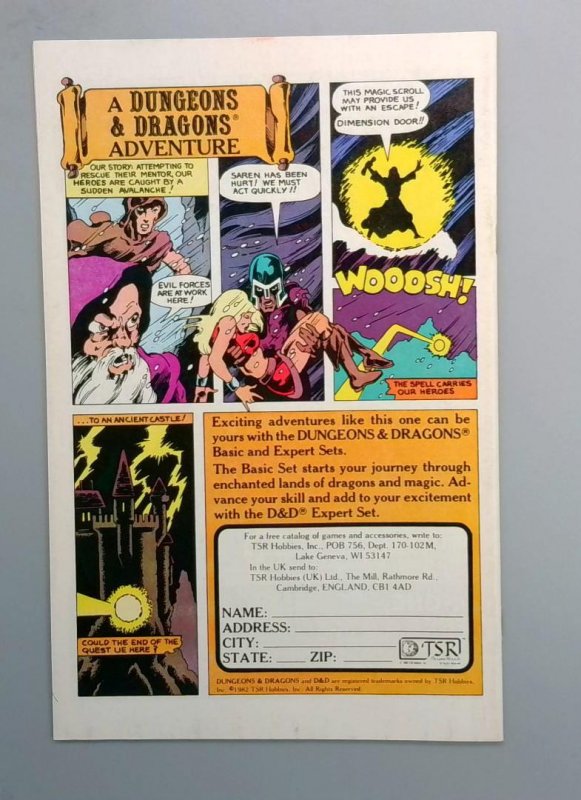 A DUNGEONS
& DRAGONS®
ADVENTURE
OUR STORY: ATTEMPTING TO
RESCUE THEIR MENTOR, OUR
HEROES ARE CAUGHT BY A
SUDDEN AVALANCHE!
EVIL FORCES
ARE AT WORK
HERE!
SAREN HAS BEEN
HURT! WE MUST
ACT QUICKLY!!
THIS MAGIC SCROLL
MAY PROVIDE US
WITH AN ESCAPE!
DIMENSION DOOR!!
WOOOSH!
THE SPELL CARRIES
OUR HEROES
...TO AN ANCIENT CASTLE!
COULD THE END OF THE
QUEST LIE HERE?
Exciting adventures like this one can be
yours with the DUNGEONS & DRAGONS®
Basic and Expert Sets.
The Basic Set starts your journey through
enchanted lands of dragons and magic. Ad-
vance your skill and add to your excitement
with the D&D® Expert Set.
For a free catalog of games and accessories, write to:
TSR Hobbies, Inc., POB 756, Dept. 170-102M,
Lake Geneva, WI 53147
In the UK send to:
TSR Hobbies (UK) Ltd., The Mill, Rathmore Rd.,
Cambridge, ENGLAND, CB1 4AD
NAME:
ADDRESS:
CITY:
STATE: ZIP:
TSR
DUNGEONS & DRAGONS and D&D are registered trademarks owned by TSR Hobbies,
Inc. ©1982 TSR Hobbies, Inc. All Rights Reserved